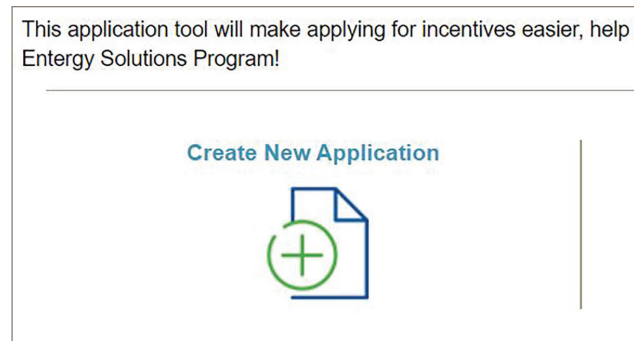 This application tool will make applying for incentives easier, help
Entergy Solutions Program!
Create New Application